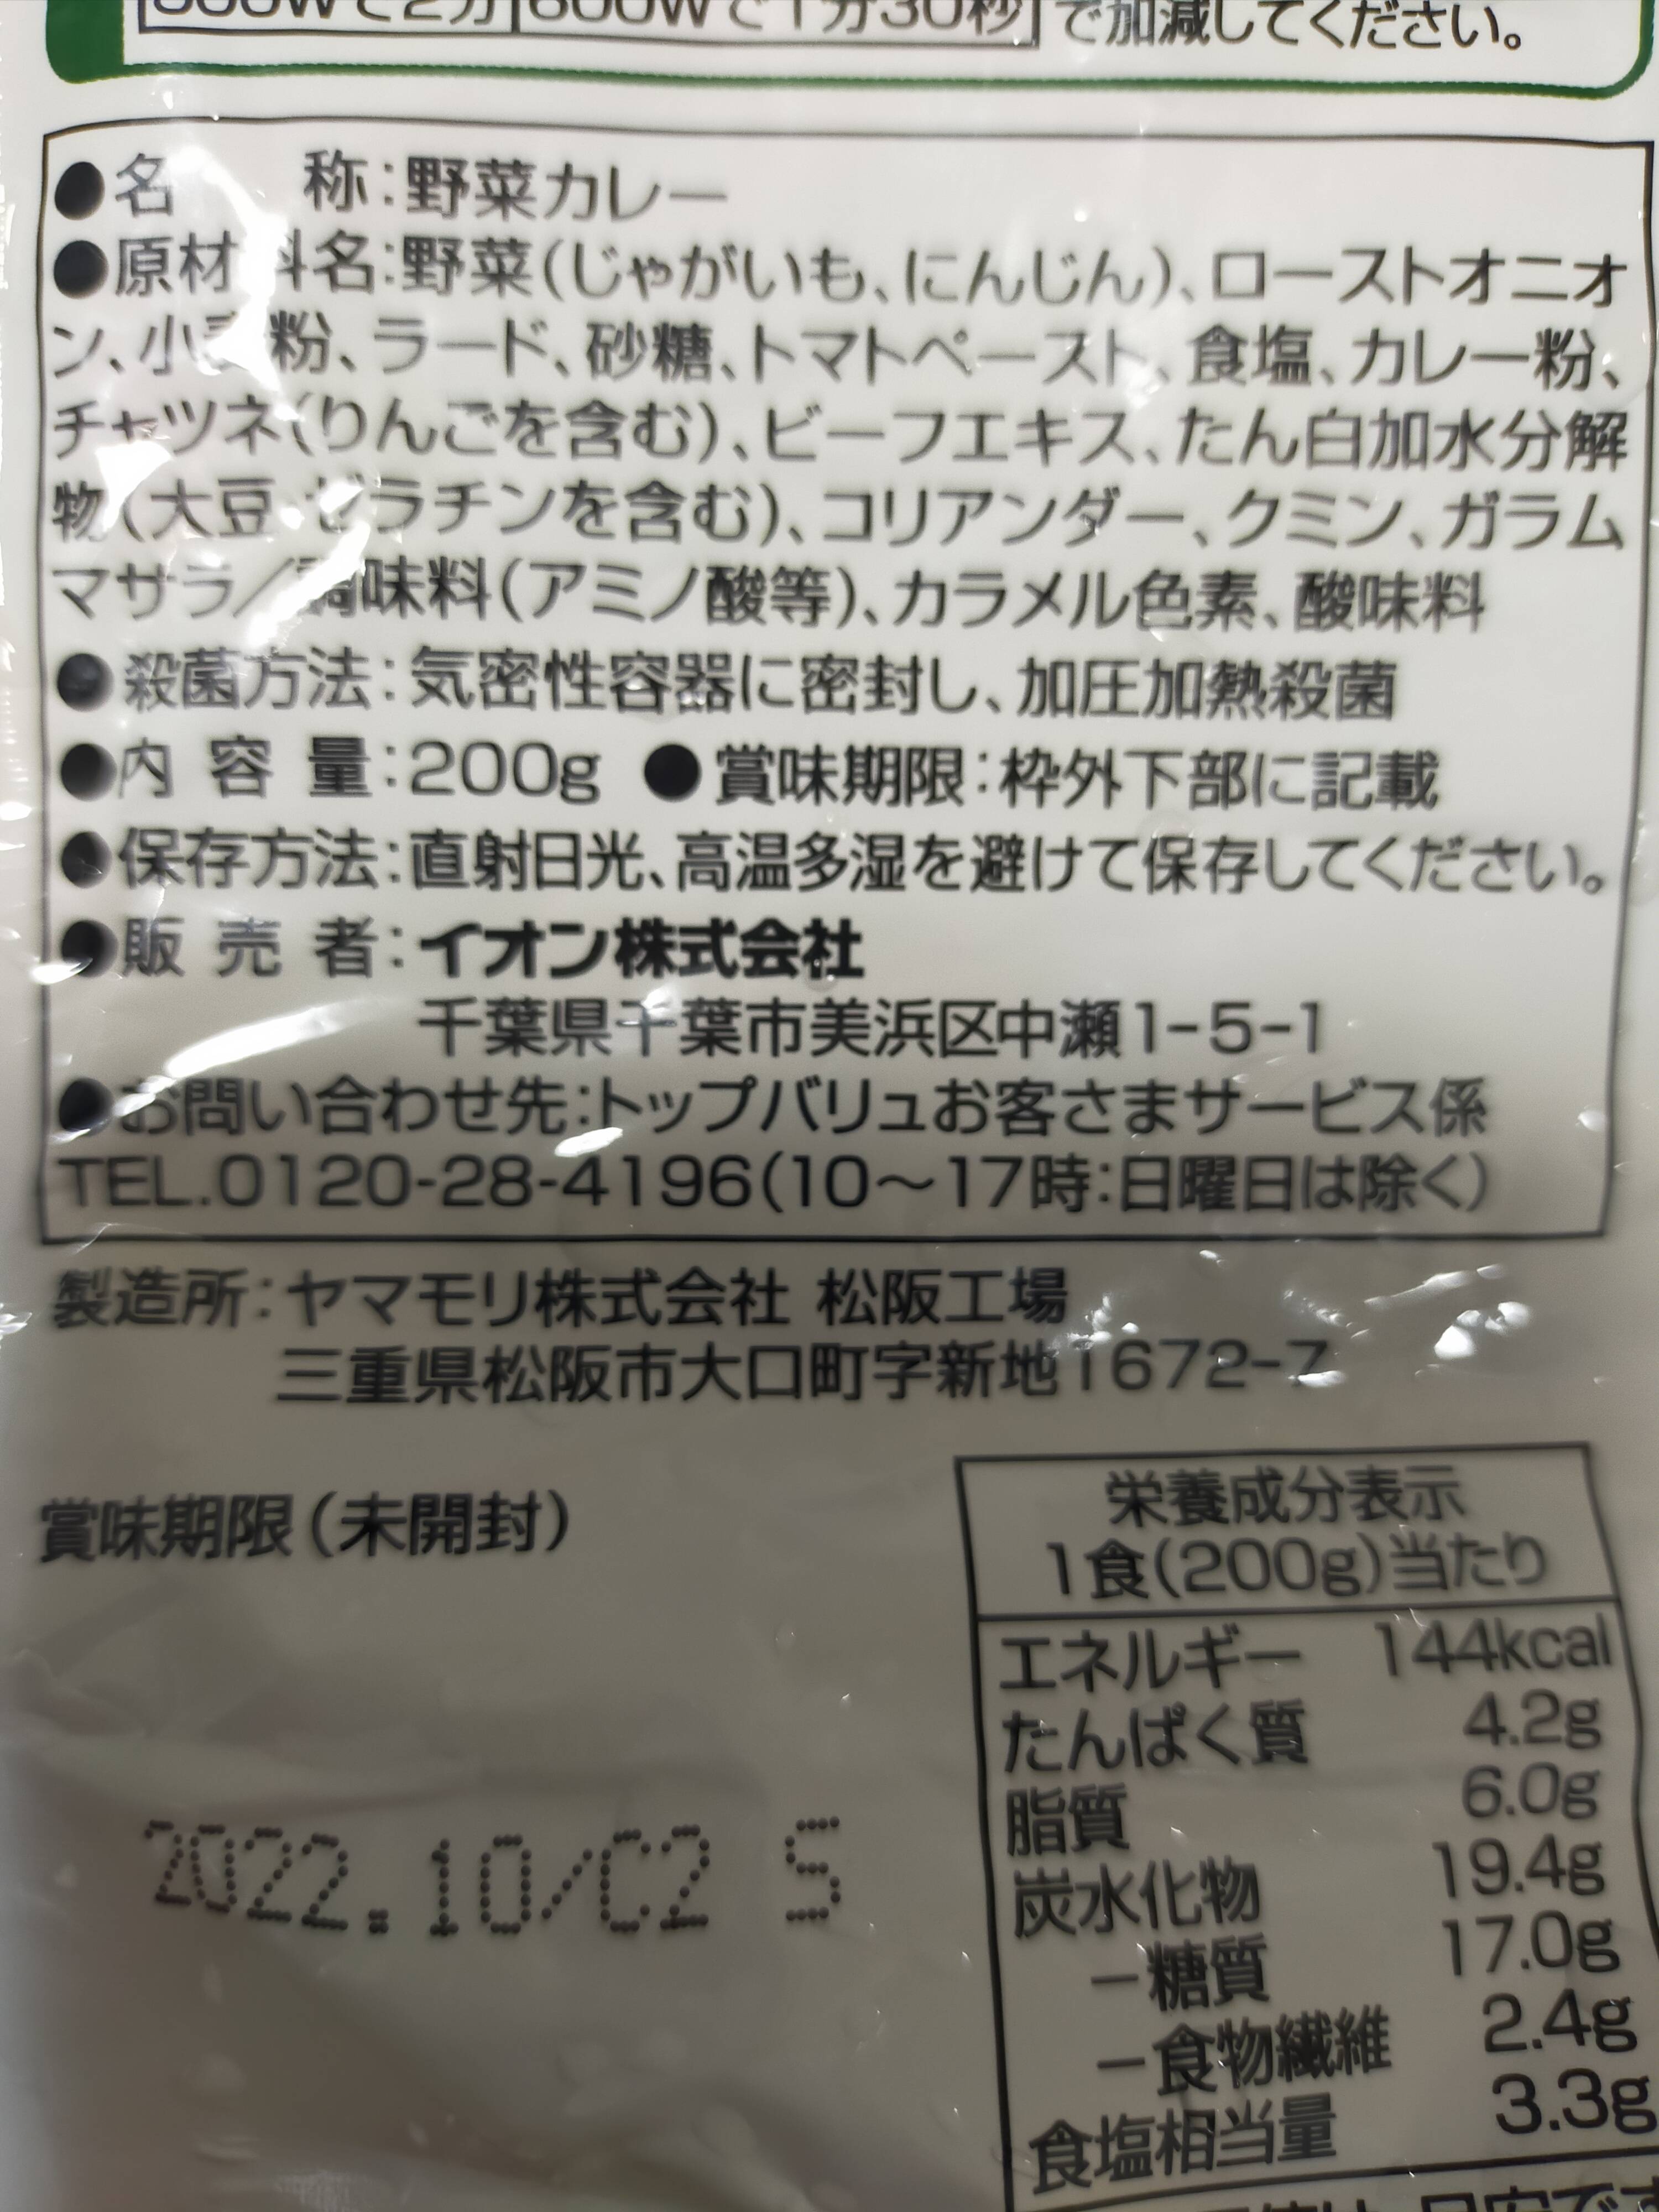 500Wで2分 600Wで1分30秒 で加減してください。
●名 称:野菜カレー
●原材料名:野菜(じゃがいも、にんじん)、ローストオニオ
ン、小麦粉、ラード、砂糖、トマトペースト、食塩、カレー粉、
チャツネ(りんごを含む)、ビーフエキス、たん白加水分解
物(大豆・ゼラチンを含む)、コリアンダー、クミン、ガラム
マサラ/調味料(アミノ酸等)、カラメル色素、酸味料
●殺菌方法:気密性容器に密封し、加圧加熱殺菌
●内 容 量:200g ●賞味期限:枠外下部に記載
●保存方法:直射日光、高温多湿を避けて保存してください。
●販 売 者:イオン株式会社
千葉県千葉市美浜区中瀬1-5-1
●お問い合わせ先:トップバリュお客さまサービス係
TEL.0120-28-4196(10〜17時:日曜日は除く)
製造所:ヤマモリ株式会社 松阪工場
三重県松阪市大口町字新地1672-7
賞味期限(未開封)
2022.10/C2 S
栄養成分表示
1食(200g)当たり
エネルギー 144kcal
たんぱく質 4.2g
脂質 6.0g
炭水化物 19.4g
-糖質 17.0g
-食物繊維 2.4g
食塩相当量 3.3g